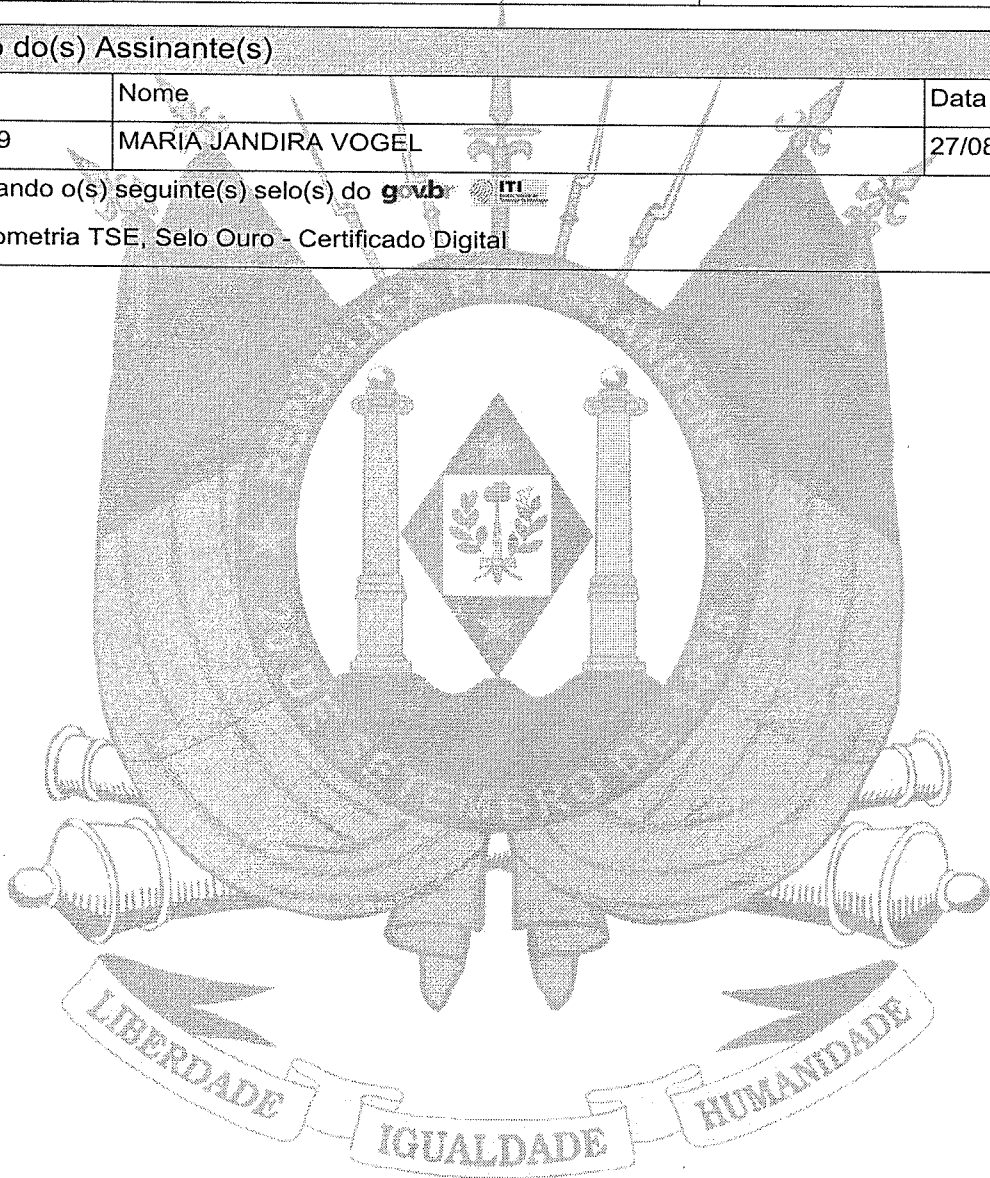 o do(s) Assinante(s)
Nome
Data
9
MARIA JANDIRA VOGEL
27/08
ando o(s) seguinte(s) selo(s) do gov.br ITI
ometria TSE, Selo Ouro - Certificado Digital
LIBERDADE
IGUALDADE
HUMANIDADE